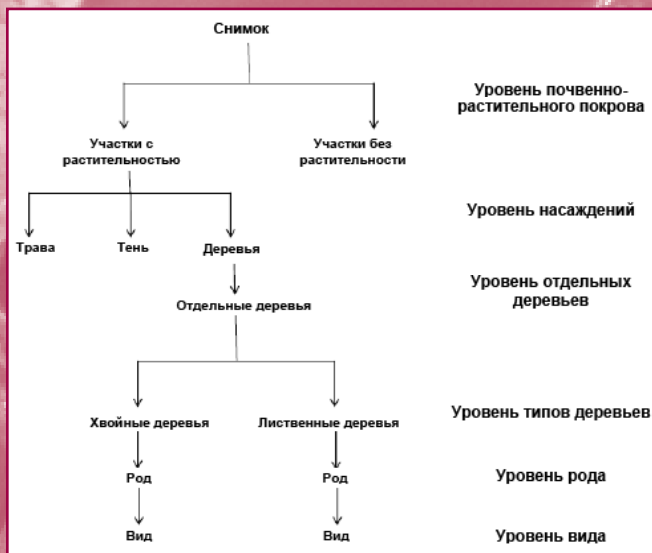 Снимок
Уровень почвенно-
растительного покрова
Участки с
растительностью
Участки без
растительности
Уровень насаждений
Трава
Тень
Деревья
Уровень отдельных
деревьев
Отдельные деревья
Уровень типов деревьев
Хвойные деревья
Лиственные деревья
Род
Род
Уровень рода
Вид
Вид
Уровень вида